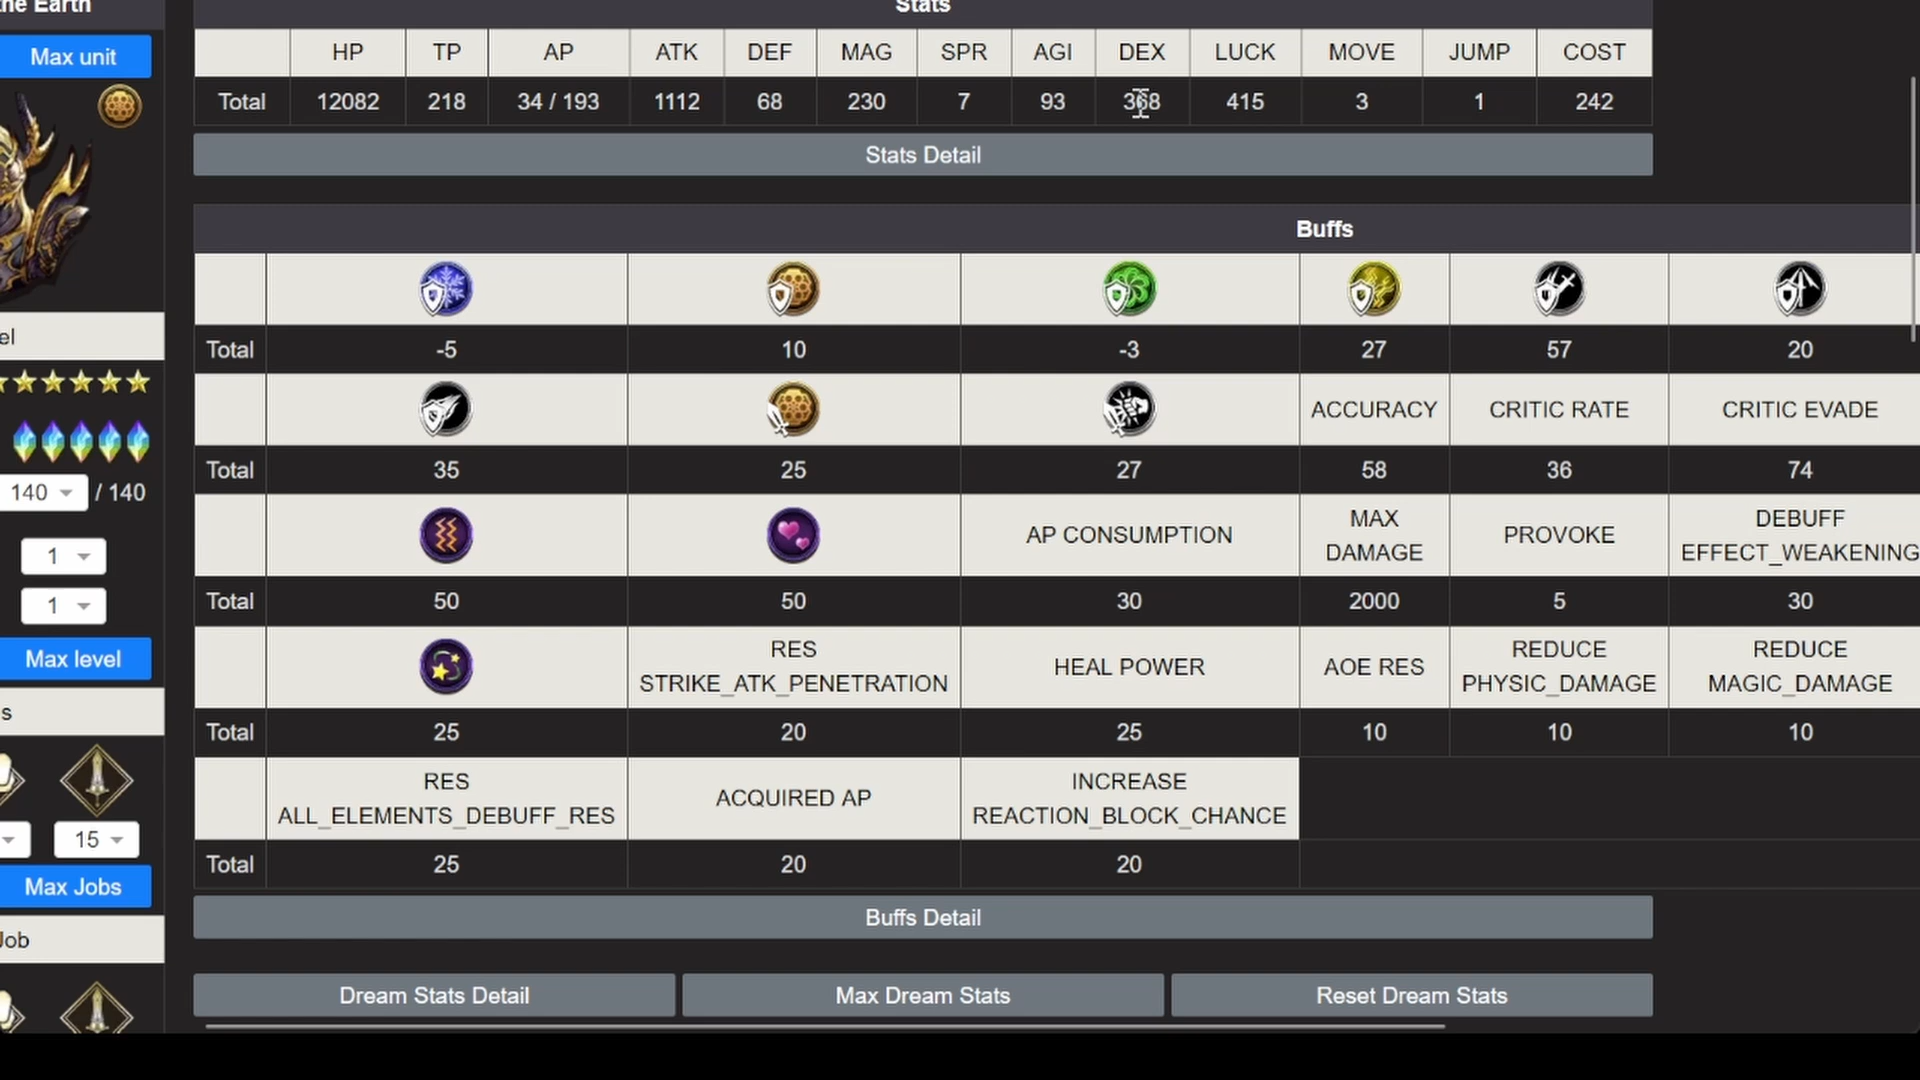 the Earth
Stats
Max unit
HP TP AP ATK DEF MAG SPR AGI DEX LUCK MOVE JUMP COST
Total 12082 218 34 / 193 1112 68 230 7 93 368 415 3 1 242
Stats Detail
Buffs
el
Total -5 10 -3 27 57 20
ACCURACY CRITIC RATE CRITIC EVADE
Total 35 25 27 58 36 74
140 / 140
AP CONSUMPTION MAX DAMAGE PROVOKE DEBUFF EFFECT_WEAKENING
1
Total 50 50 30 2000 5 30
1
Max level
RES STRIKE_ATK_PENETRATION HEAL POWER AOE RES REDUCE PHYSIC_DAMAGE REDUCE MAGIC_DAMAGE
s
Total 25 20 25 10 10 10
RES ALL_ELEMENTS_DEBUFF_RES ACQUIRED AP INCREASE REACTION_BLOCK_CHANCE
15
Total 25 20 20
Max Jobs
Buffs Detail
Job
Dream Stats Detail Max Dream Stats Reset Dream Stats